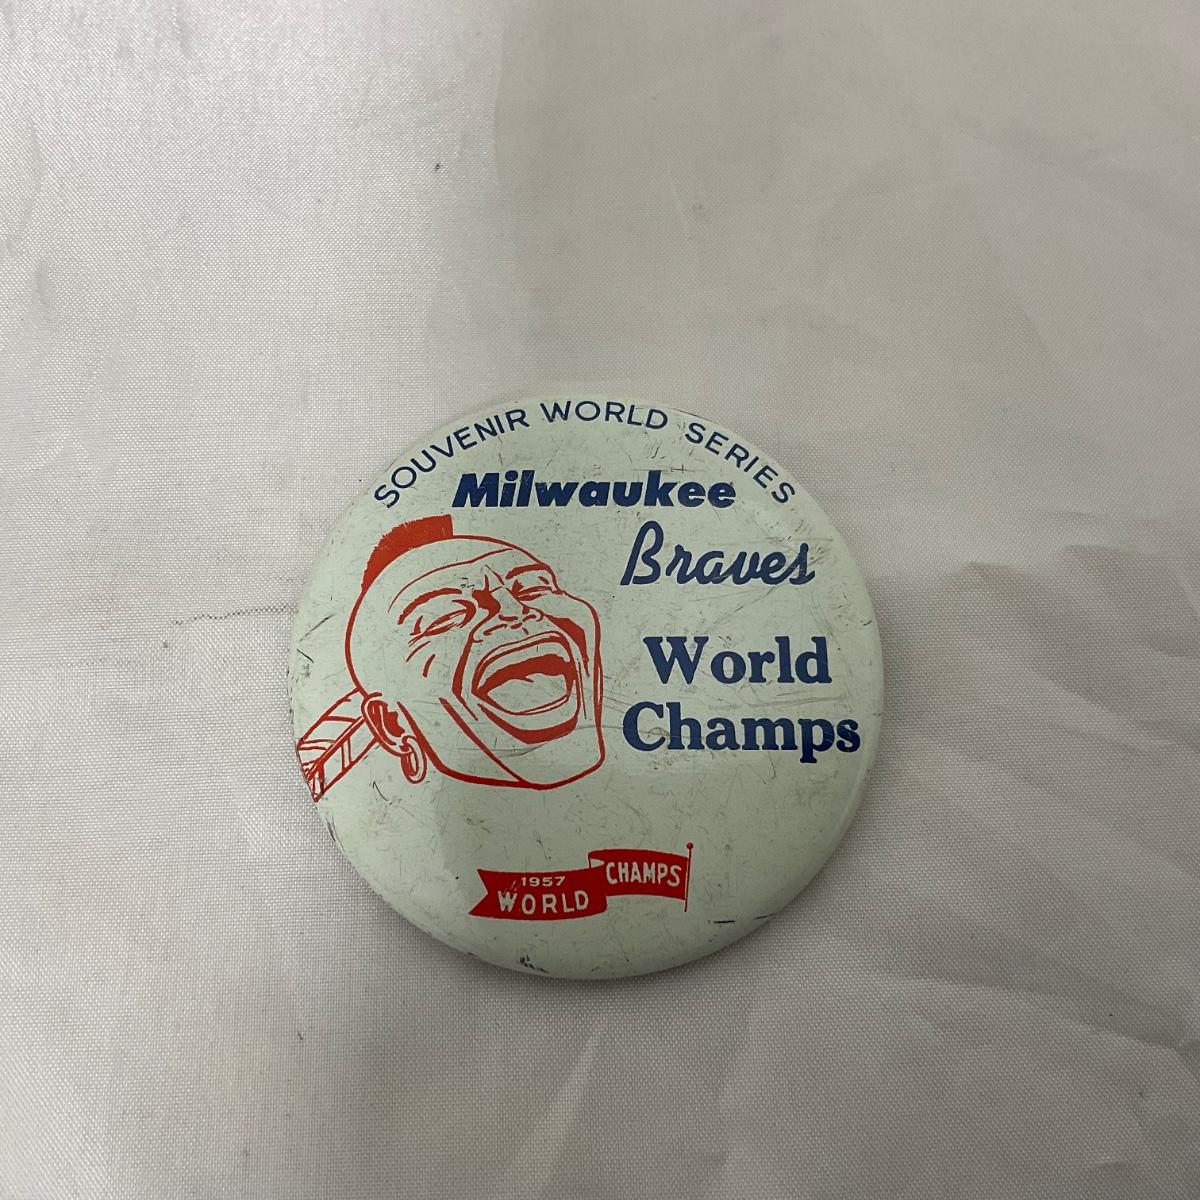 SOUVENIR WORLD SERIES
Milwaukee
Braves
World
Champs
1957
WORLD
CHAMPS